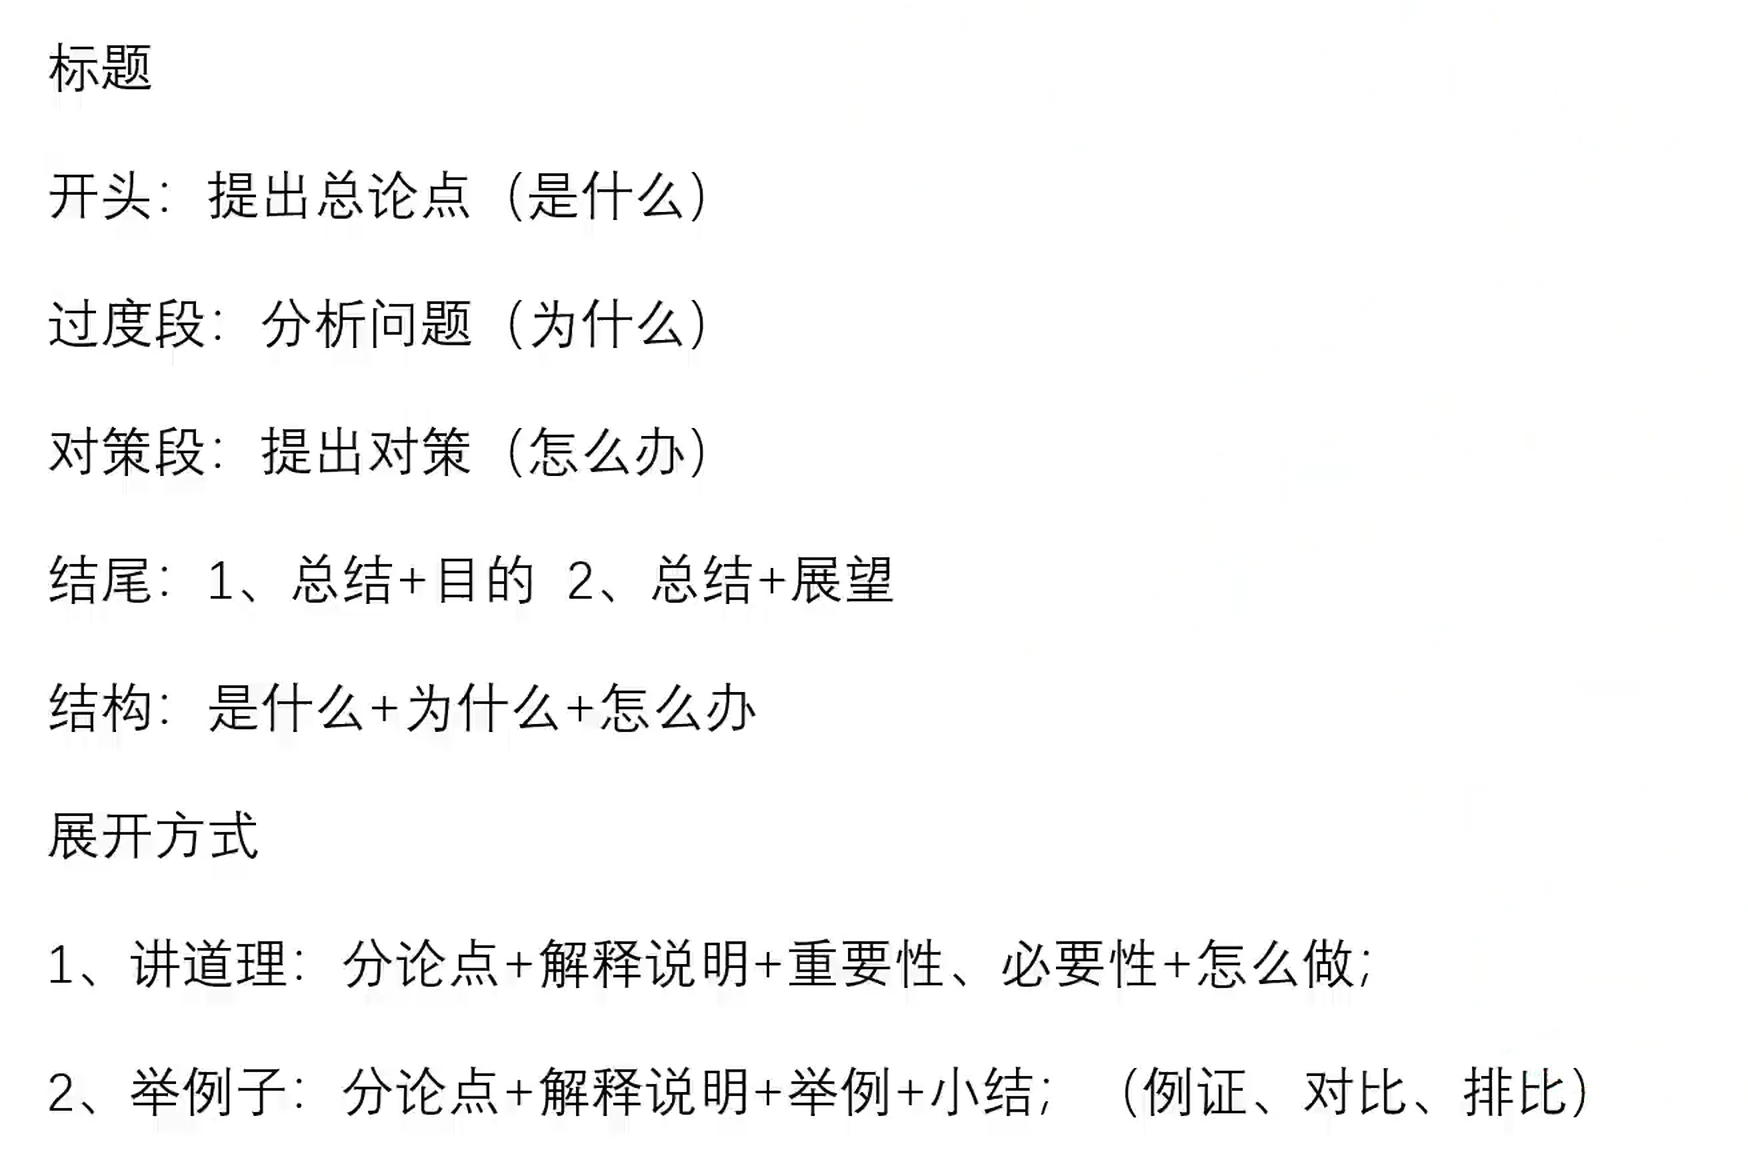 标题
开头：提出总论点（是什么）
过度段：分析问题（为什么）
对策段：提出对策（怎么办）
结尾：1、总结+目的 2、总结+展望
结构：是什么+为什么+怎么办
展开方式
1、讲道理：分论点+解释说明+重要性、必要性+怎么做；
2、举例子：分论点+解释说明+举例+小结；（例证、对比、排比）